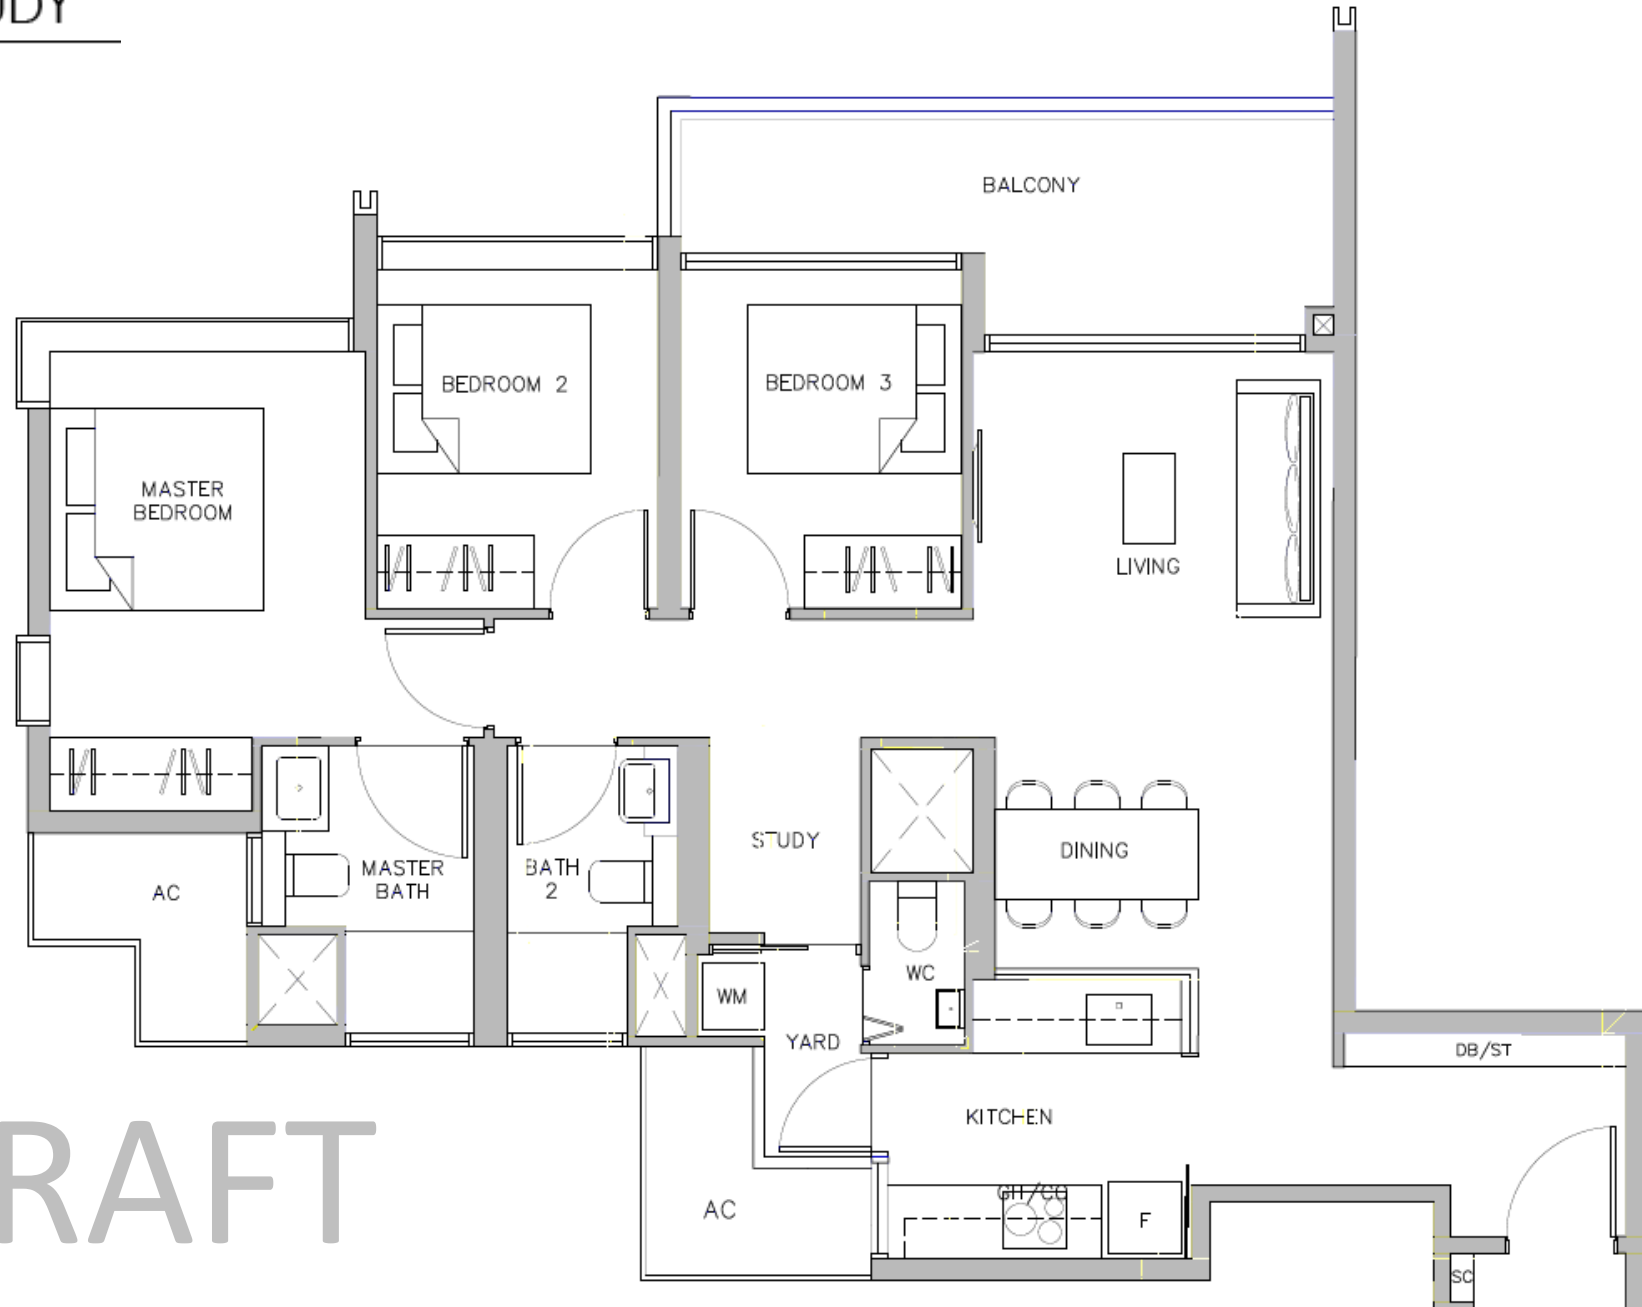 UDY
BALCONY
BEDROOM 2
BEDROOM 3
MASTER
BEDROOM
LIVING
STUDY
DINING
MASTER
BATH
BATH
2
AC
WC
WM
YARD
DB/ST
KITCHEN
RAFT
AC
F
SC